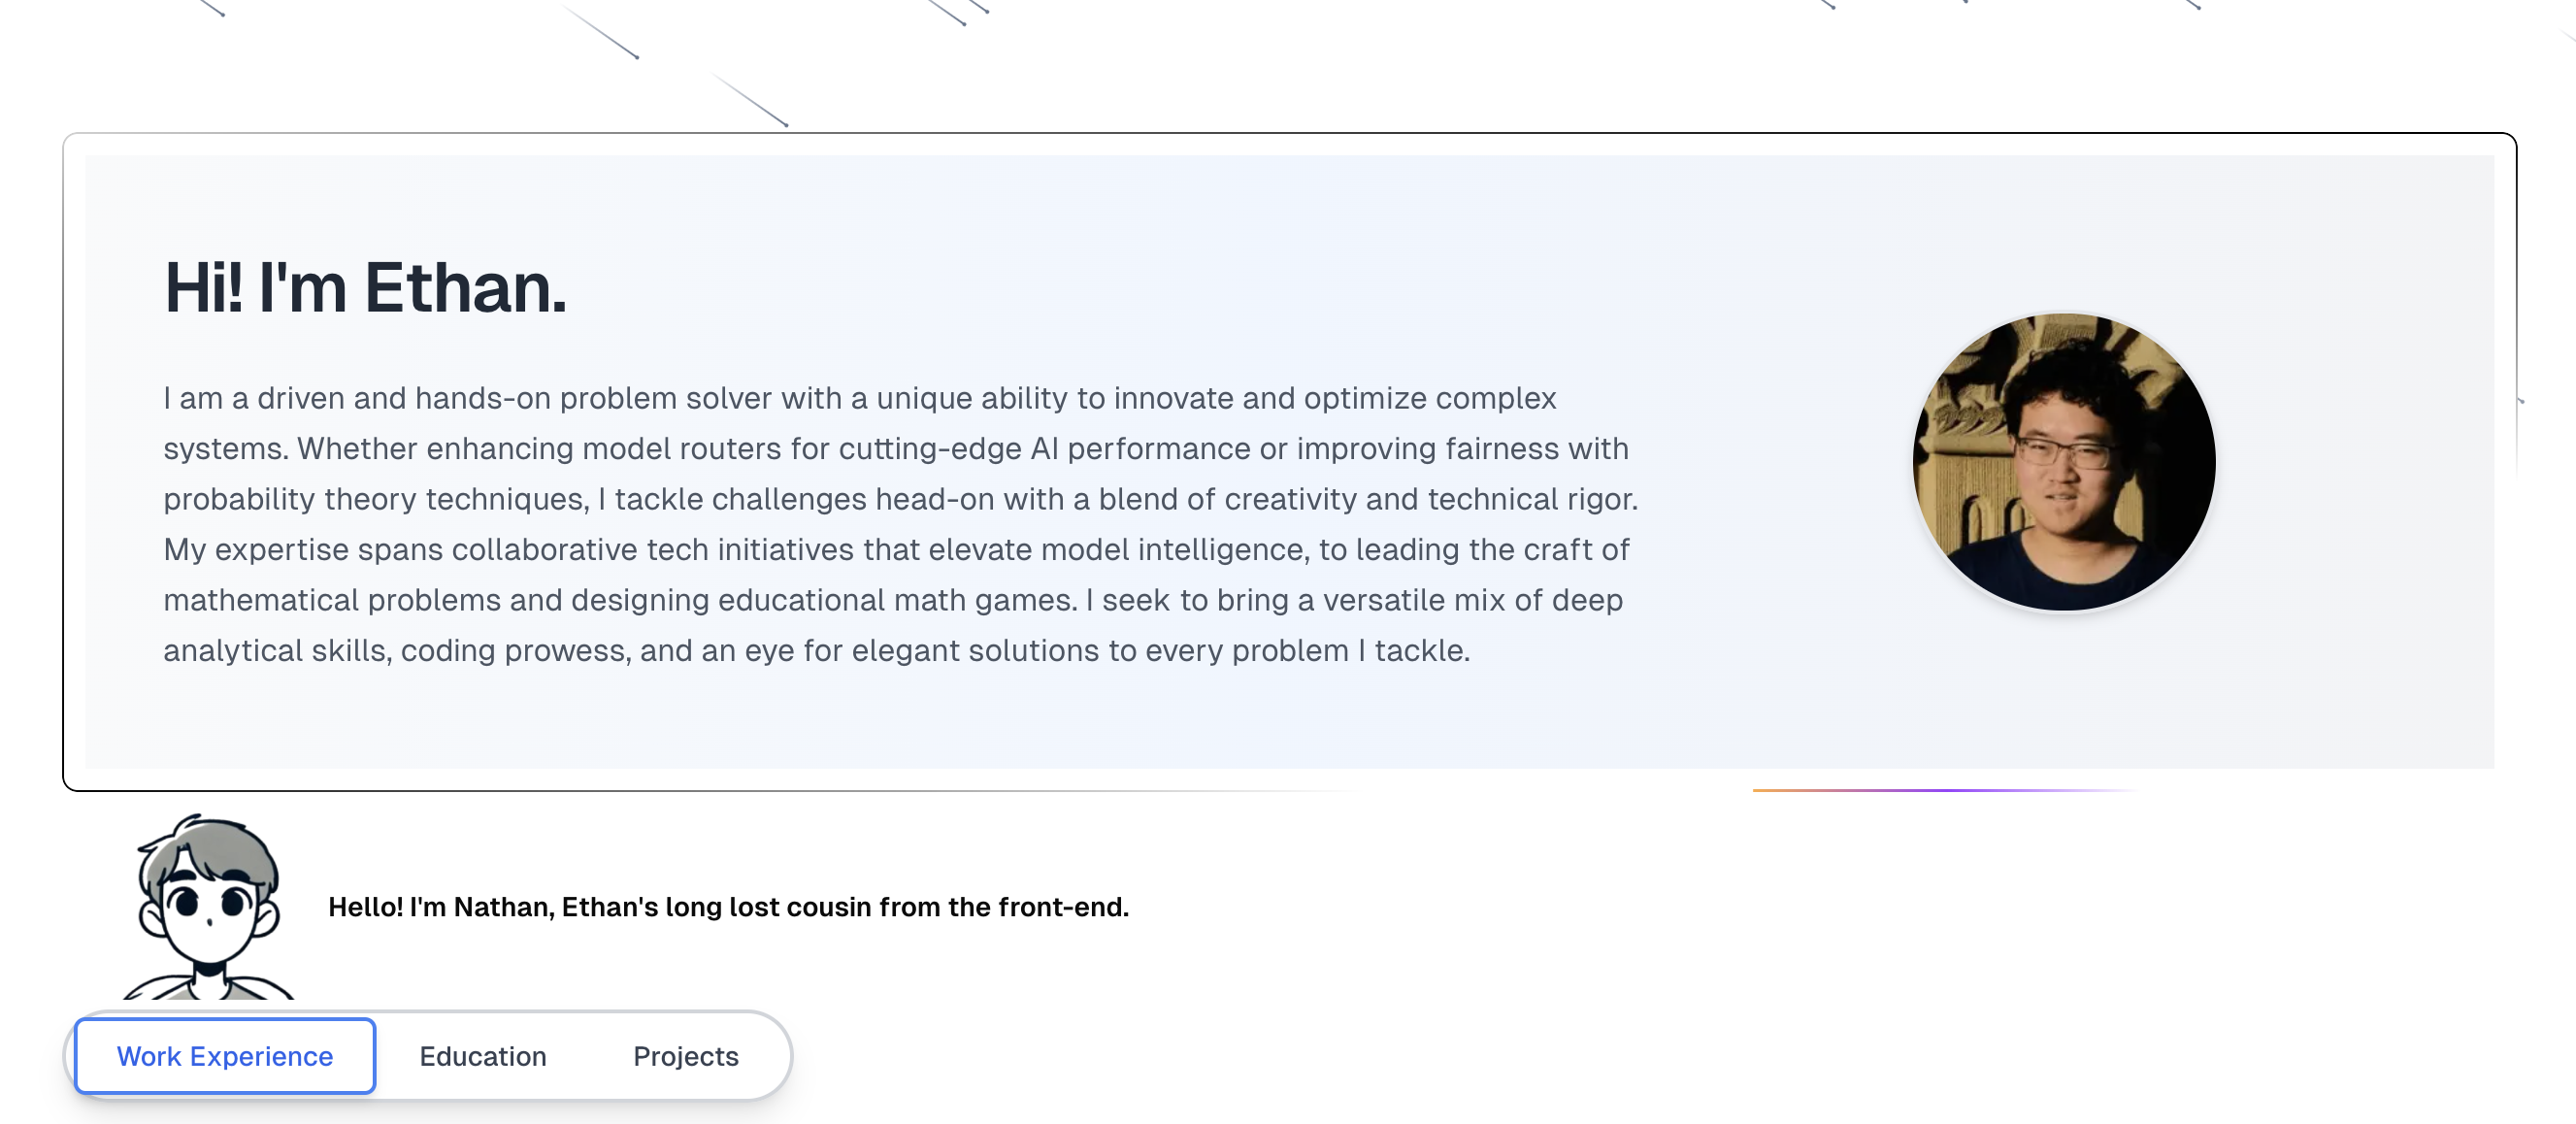 Hi! I'm Ethan.
I am a driven and hands-on problem solver with a unique ability to innovate and optimize complex
systems. Whether enhancing model routers for cutting-edge AI performance or improving fairness with
probability theory techniques, I tackle challenges head-on with a blend of creativity and technical rigor.
My expertise spans collaborative tech initiatives that elevate model intelligence, to leading the craft of
mathematical problems and designing educational math games. I seek to bring a versatile mix of deep
analytical skills, coding prowess, and an eye for elegant solutions to every problem I tackle.
Hello! I'm Nathan, Ethan's long lost cousin from the front-end.
Work Experience Education Projects